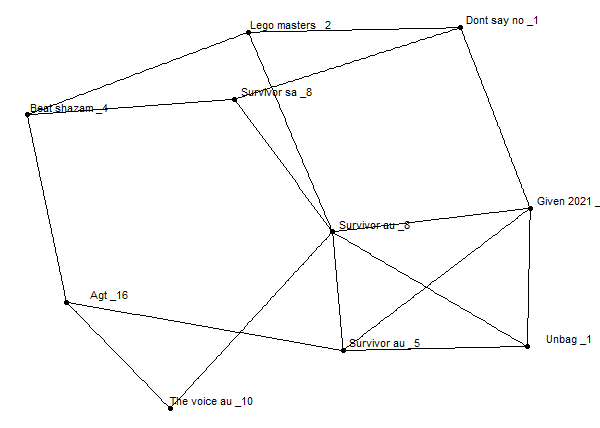 Dont say no _1
Lego masters _2
Survivor sa _8
Beat shazam _4
Given 2021 _
Survivor au _8
Agt _16
Unbag _1
Survivor au _5
The voice au _10